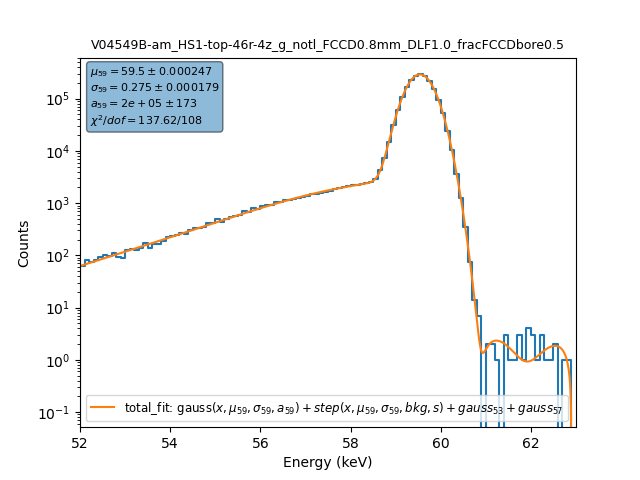 V04549B-am_HS1-top-46r-4z_g_notl_FCCD0.8mm_DLF1.0_fracFCCDbore0.5
μ₅₉ = 59.5 ± 0.000247
σ₅₉ = 0.275 ± 0.000179
a₅₉ = 2e + 05 ± 173
χ²/dof = 137.62/108
10⁵
10⁴
10³
10²
10¹
10⁰
10⁻¹
Counts
total_fit: gauss(x, μ₅₉, σ₅₉, a₅₉) + step(x, μ₅₉, σ₅₉, bkg, s) + gauss₅₃ + gauss₅₇
52 54 56 58 60 62
Energy (keV)